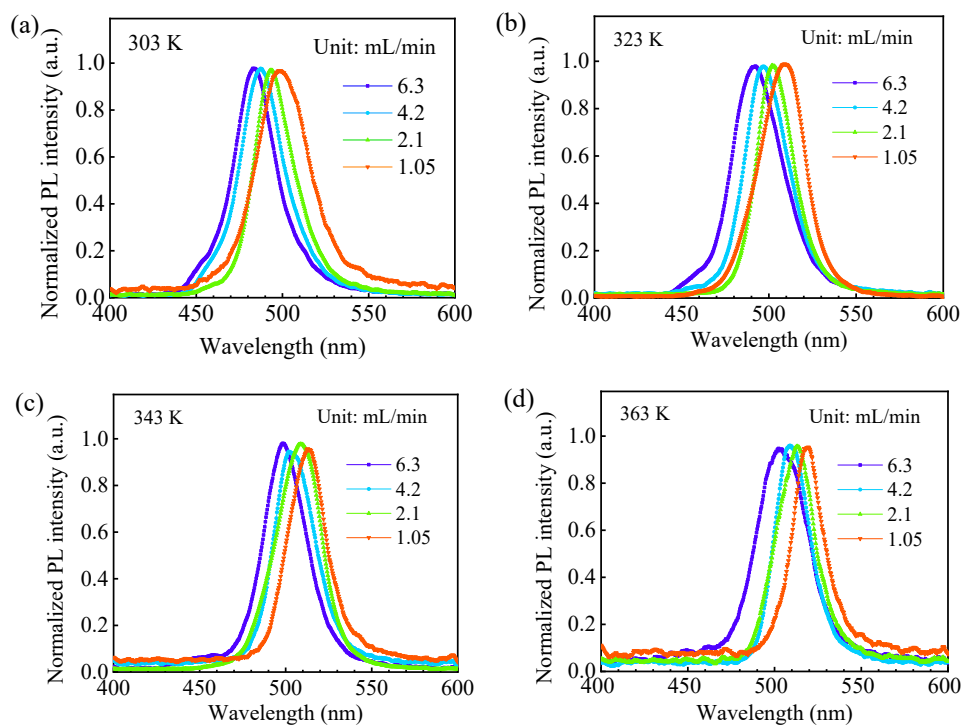 (a)
303 K
Unit: mL/min
6.3
4.2
2.1
1.05
Normalized PL intensity (a.u.)
1.0
0.8
0.6
0.4
0.2
0.0
400 450 500 550 600
Wavelength (nm)
(b)
323 K
Unit: mL/min
6.3
4.2
2.1
1.05
Normalized PL intensity (a.u.)
1.0
0.8
0.6
0.4
0.2
0.0
400 450 500 550 600
Wavelength (nm)
(c)
343 K
Unit: mL/min
6.3
4.2
2.1
1.05
Normalized PL intensity (a.u.)
1.0
0.8
0.6
0.4
0.2
0.0
400 450 500 550 600
Wavelength (nm)
(d)
363 K
Unit: mL/min
6.3
4.2
2.1
1.05
Normalized PL intensity (a.u.)
1.0
0.8
0.6
0.4
0.2
0.0
400 450 500 550 600
Wavelength (nm)